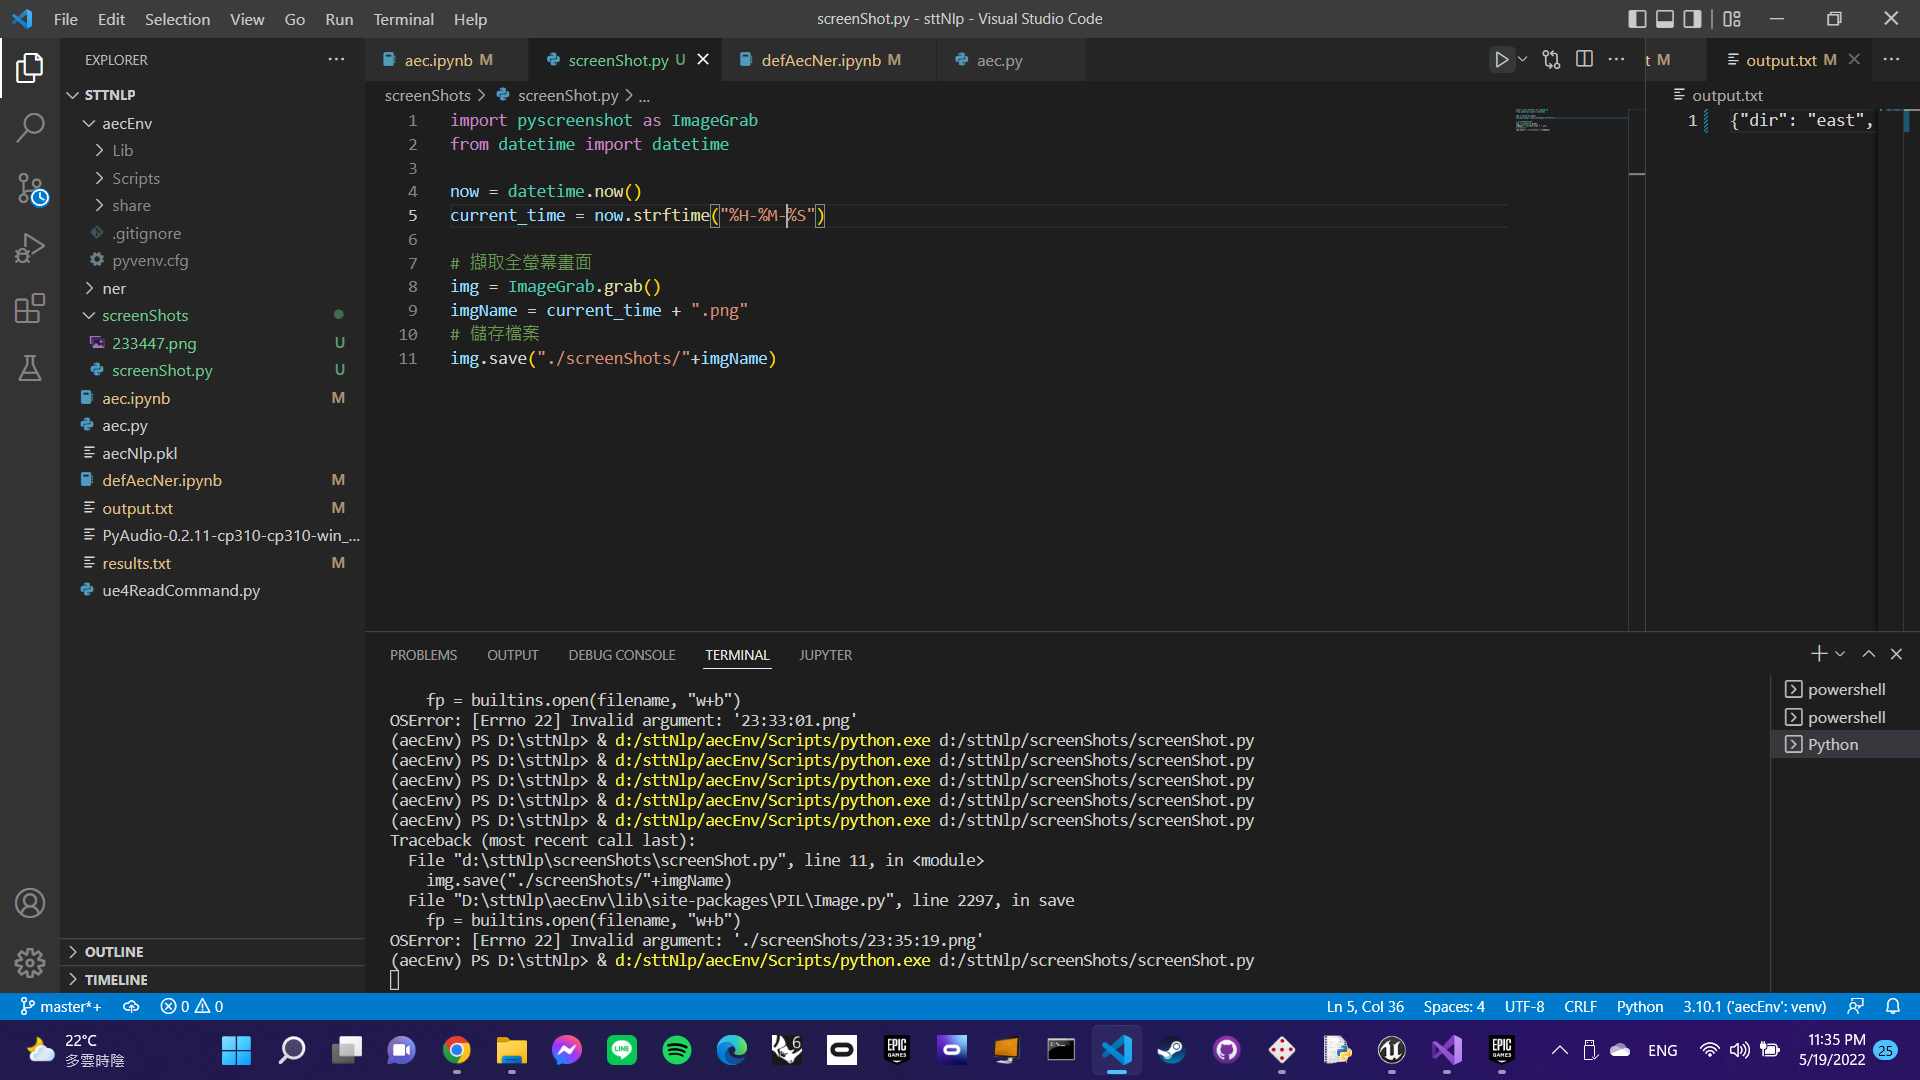 File Edit Selection View Go Run Terminal Help
screenShot.py - sttNlp - Visual Studio Code
EXPLORER
STTNLP
aecEnv
Lib
Scripts
share
.gitignore
pyvenv.cfg
ner
screenShots
233447.png U
screenShot.py U
aec.ipynb M
aec.py
aecNlp.pkl
defAecNer.ipynb M
output.txt M
PyAudio-0.2.11-cp310-cp310-win_...
results.txt M
ue4ReadCommand.py
OUTLINE
TIMELINE
aec.ipynb M
screenShot.py U
defAecNer.ipynb M
aec.py
t M
output.txt M
screenShots > screenShot.py > ...
1 import pyscreenshot as ImageGrab
2 from datetime import datetime
3
4 now = datetime.now()
5 current_time = now.strftime("%H-%M-%S")
6
7 # 擷取全螢幕畫面
8 img = ImageGrab.grab()
9 imgName = current_time + ".png"
10 # 儲存檔案
11 img.save("./screenShots/"+imgName)
output.txt
1 {"dir": "east",
PROBLEMS OUTPUT DEBUG CONSOLE TERMINAL JUPYTER
fp = builtins.open(filename, "w+b")
OSError: [Errno 22] Invalid argument: '23:33:01.png'
(aecEnv) PS D:\sttNlp> & d:/sttNlp/aecEnv/Scripts/python.exe d:/sttNlp/screenShots/screenShot.py
(aecEnv) PS D:\sttNlp> & d:/sttNlp/aecEnv/Scripts/python.exe d:/sttNlp/screenShots/screenShot.py
(aecEnv) PS D:\sttNlp> & d:/sttNlp/aecEnv/Scripts/python.exe d:/sttNlp/screenShots/screenShot.py
(aecEnv) PS D:\sttNlp> & d:/sttNlp/aecEnv/Scripts/python.exe d:/sttNlp/screenShots/screenShot.py
(aecEnv) PS D:\sttNlp> & d:/sttNlp/aecEnv/Scripts/python.exe d:/sttNlp/screenShots/screenShot.py
Traceback (most recent call last):
File "d:\sttNlp\screenShots\screenShot.py", line 11, in <module>
img.save("./screenShots/"+imgName)
File "D:\sttNlp\aecEnv\lib\site-packages\PIL\Image.py", line 2297, in save
fp = builtins.open(filename, "w+b")
OSError: [Errno 22] Invalid argument: './screenShots/23:35:19.png'
(aecEnv) PS D:\sttNlp> & d:/sttNlp/aecEnv/Scripts/python.exe d:/sttNlp/screenShots/screenShot.py
powershell
powershell
Python
master*+ 0 0
Ln 5, Col 36 Spaces: 4 UTF-8 CRLF Python 3.10.1 ('aecEnv': venv)
22°C
多雲時陰
LINE
6
EPIC GAMES
EPIC GAMES
ENG
11:35 PM
5/19/2022
25